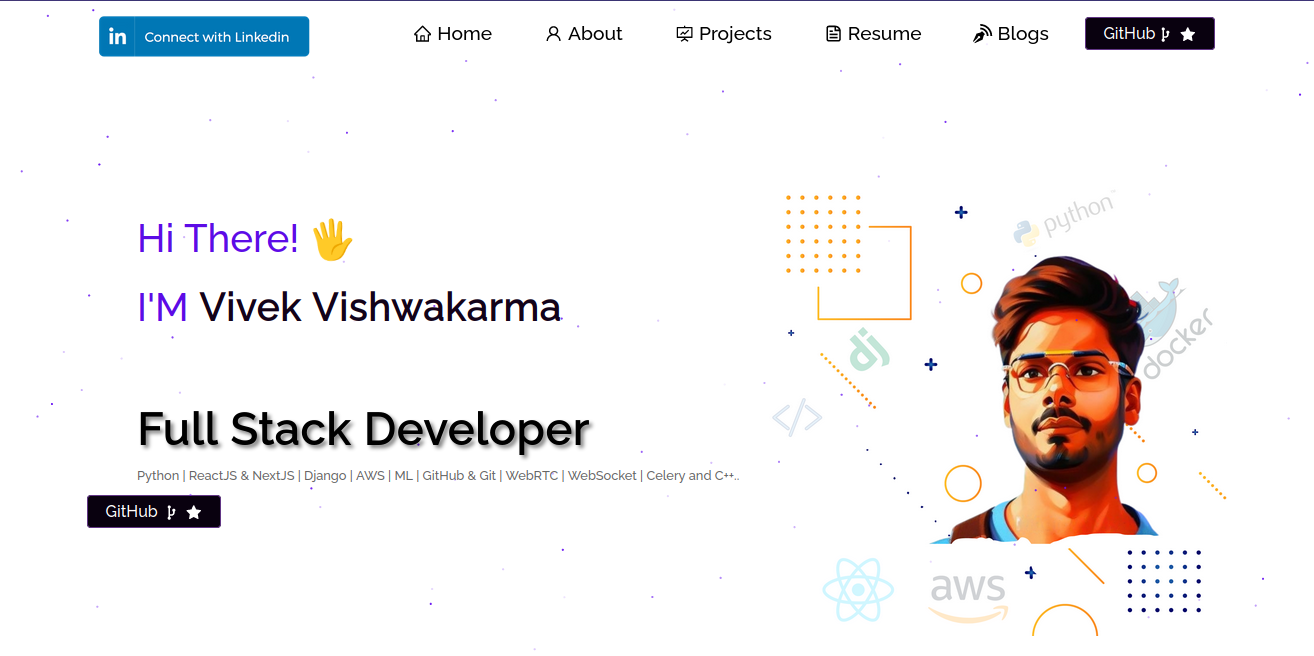 in Connect with Linkedin
Home
About
Projects
Resume
Blogs
GitHub
Hi There! 🖐
I'M Vivek Vishwakarma
Full Stack Developer
Python | ReactJS & NextJS | Django | AWS | ML | GitHub & Git | WebRTC | WebSocket | Celery and C++..
GitHub
python
docker
dj
</>
aws